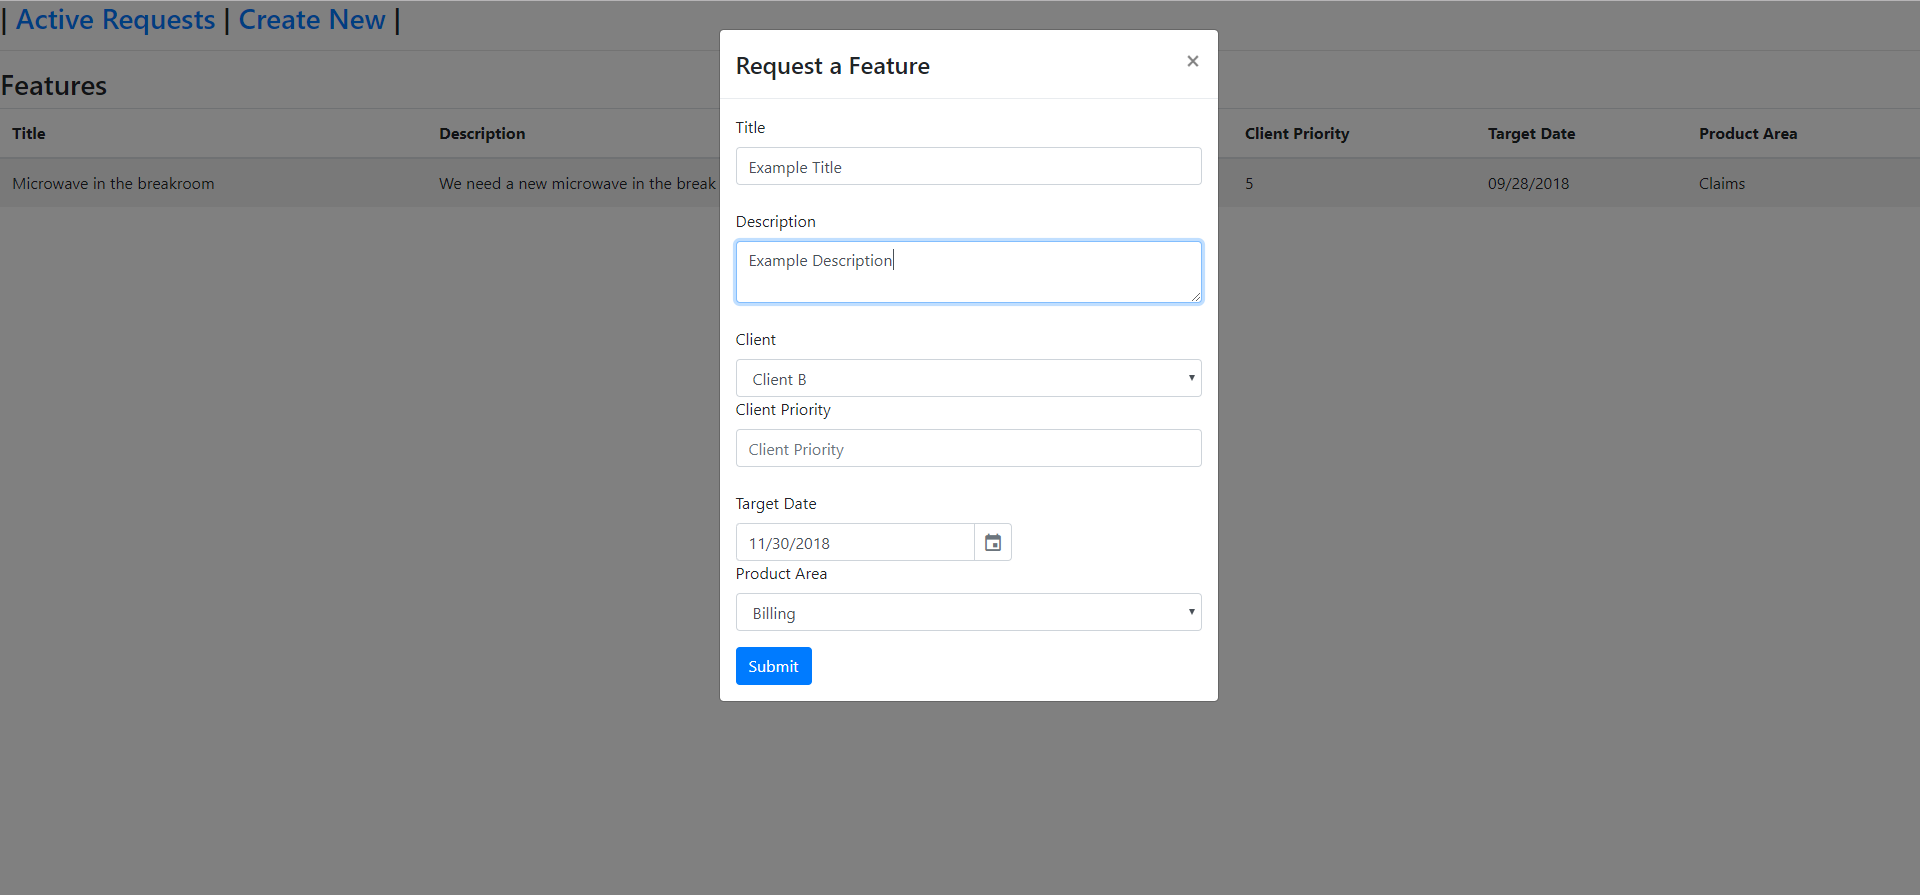 | Active Requests | Create New |
Features
Title Description Client Priority Target Date Product Area
Microwave in the breakroom We need a new microwave in the break 5 09/28/2018 Claims
Request a Feature ×
Title
Example Title
Description
Example Description
Client
Client B
Client Priority
Client Priority
Target Date
11/30/2018
Product Area
Billing
Submit